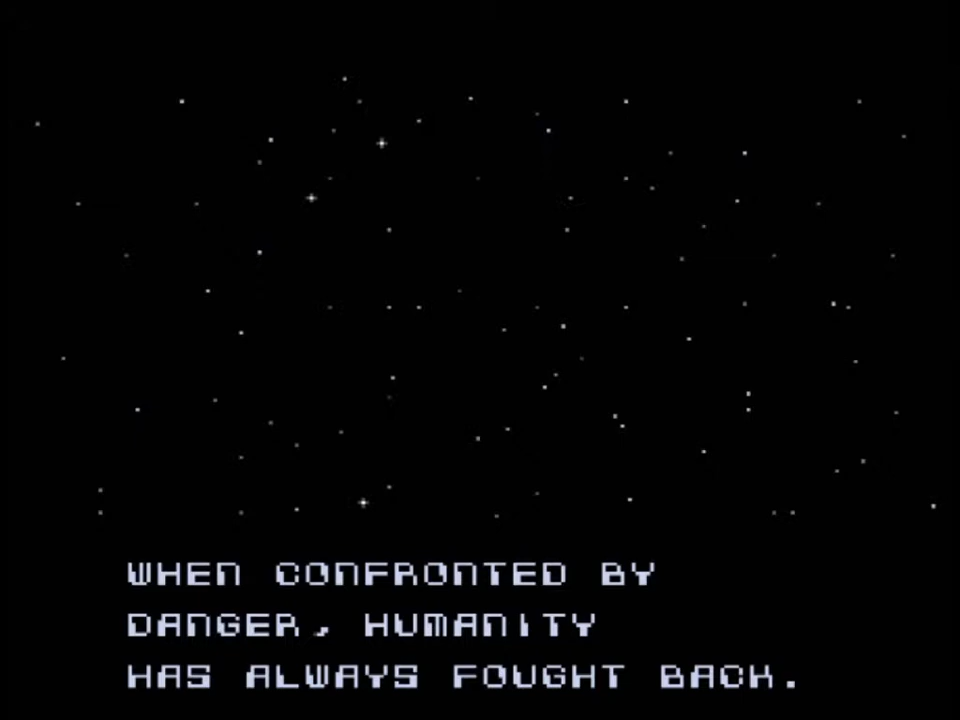 WHEN CONFRONTED BY
DANGER, HUMANITY
HAS ALWAYS FOUGHT BACK.